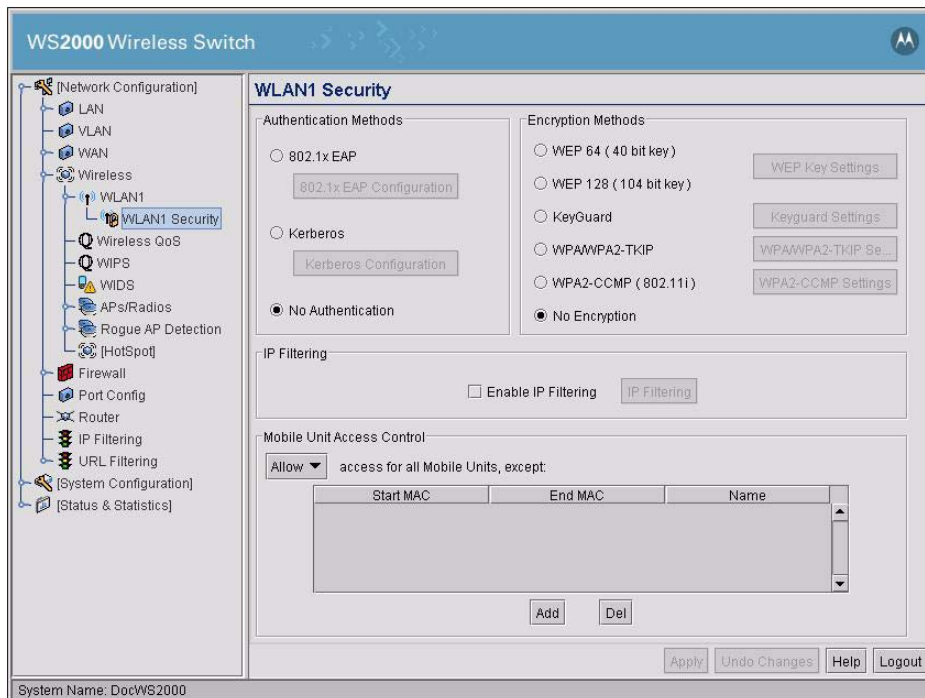 WS2000 Wireless Switch
[Network Configuration]
LAN
VLAN
WAN
Wireless
WLAN1
WLAN1 Security
Wireless QoS
WIPS
WIDS
APs/Radios
Rogue AP Detection
[HotSpot]
Firewall
Port Config
Router
IP Filtering
URL Filtering
[System Configuration]
[Status & Statistics]
WLAN1 Security
Authentication Methods
802.1x EAP
802.1x EAP Configuration
Kerberos
Kerberos Configuration
No Authentication
Encryption Methods
WEP 64 ( 40 bit key )
WEP Key Settings
WEP 128 ( 104 bit key )
KeyGuard
Keyguard Settings
WPA/WPA2-TKIP
WPA/WPA2-TKIP Se...
WPA2-CCMP ( 802.11i )
WPA2-CCMP Settings
No Encryption
IP Filtering
Enable IP Filtering
IP Filtering
Mobile Unit Access Control
Allow access for all Mobile Units, except:
Start MAC End MAC Name
Add Del
Apply Undo Changes Help Logout
System Name: DocWS2000